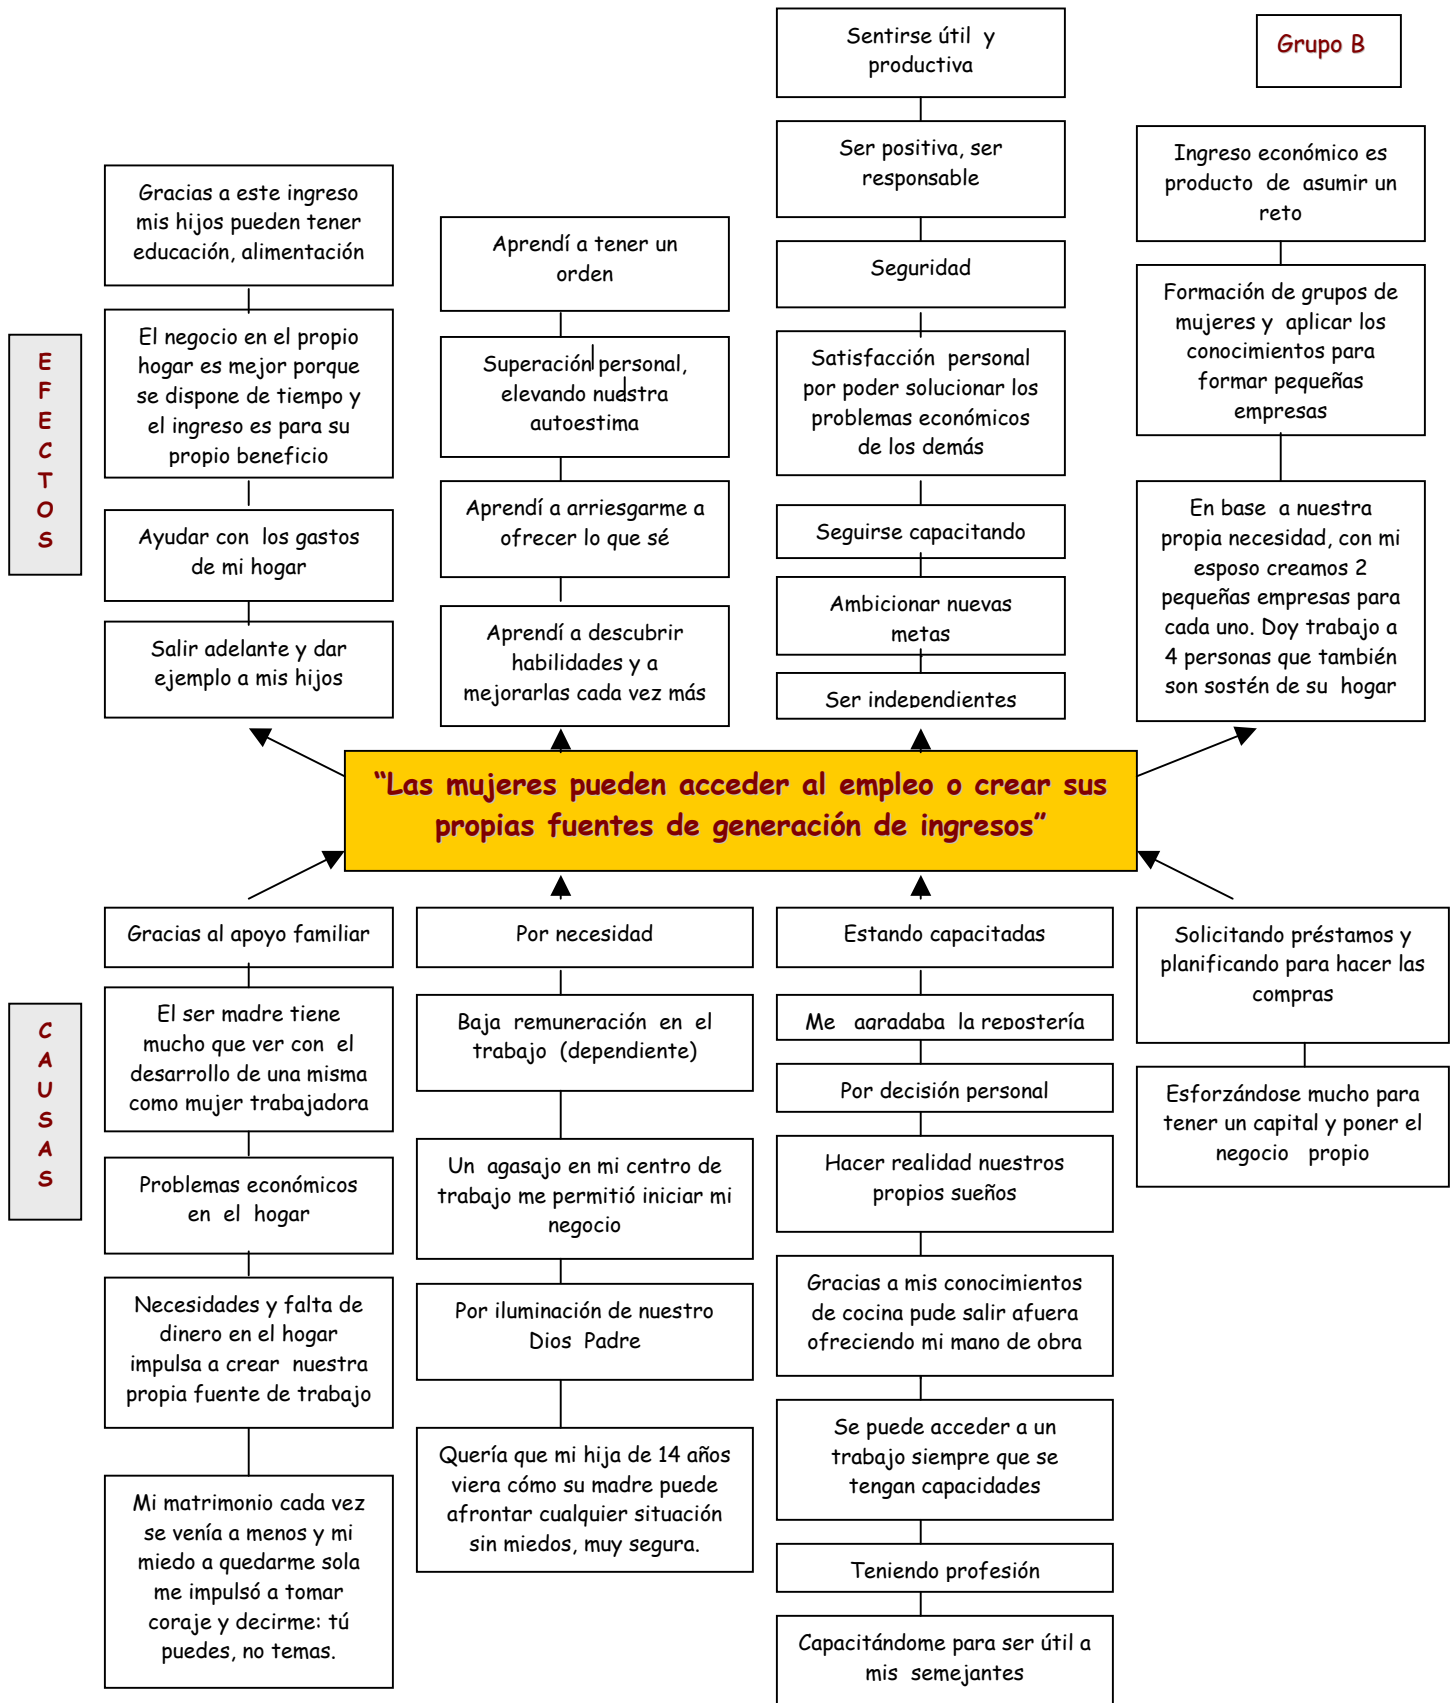 Grupo B
EFECTOS
Gracias a este ingreso
mis hijos pueden tener
educación, alimentación
El negocio en el propio
hogar es mejor porque
se dispone de tiempo y
el ingreso es para su
propio beneficio
Ayudar con los gastos
de mi hogar
Salir adelante y dar
ejemplo a mis hijos
Aprendí a tener un
orden
Superación personal,
elevando nuestra
autoestima
Aprendí a arriesgarme a
ofrecer lo que sé
Aprendí a descubrir
habilidades y a
mejorarlas cada vez más
Sentirse útil y
productiva
Ser positiva, ser
responsable
Seguridad
Satisfacción personal
por poder solucionar los
problemas económicos
de los demás
Seguirse capacitando
Ambicionar nuevas
metas
Ser independientes
Ingreso económico es
producto de asumir un
reto
Formación de grupos de
mujeres y aplicar los
conocimientos para
formar pequeñas
empresas
En base a nuestra
propia necesidad, con mi
esposo creamos 2
pequeñas empresas para
cada uno. Doy trabajo a
4 personas que también
son sostén de su hogar
“Las mujeres pueden acceder al empleo o crear sus
propias fuentes de generación de ingresos”
CAUSAS
Gracias al apoyo familiar
El ser madre tiene
mucho que ver con el
desarrollo de una misma
como mujer trabajadora
Problemas económicos
en el hogar
Necesidades y falta de
dinero en el hogar
impulsa a crear nuestra
propia fuente de trabajo
Mi matrimonio cada vez
se venía a menos y mi
miedo a quedarme sola
me impulsó a tomar
coraje y decirme: tú
puedes, no temas.
Por necesidad
Baja remuneración en el
trabajo (dependiente)
Un agasajo en mi centro de
trabajo me permitió iniciar mi
negocio
Por iluminación de nuestro
Dios Padre
Quería que mi hija de 14 años
viera cómo su madre puede
afrontar cualquier situación
sin miedos, muy segura.
Estando capacitadas
Me agradaba la repostería
Por decisión personal
Hacer realidad nuestros
propios sueños
Gracias a mis conocimientos
de cocina pude salir afuera
ofreciendo mi mano de obra
Se puede acceder a un
trabajo siempre que se
tengan capacidades
Teniendo profesión
Capacitándome para ser útil a
mis semejantes
Solicitando préstamos y
planificando para hacer las
compras
Esforzándose mucho para
tener un capital y poner el
negocio propio